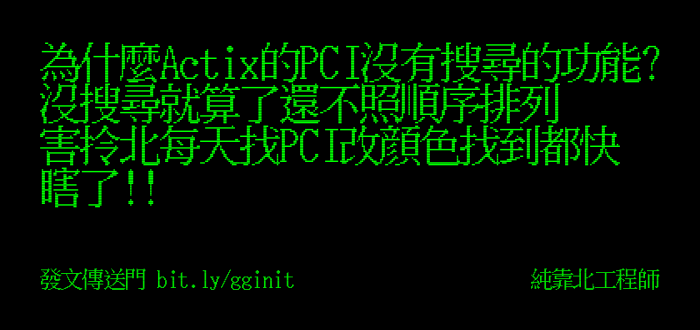 為什麼Actix的PCI沒有搜尋的功能?
沒搜尋就算了還不照順序排列
害拎北每天找PCI改顏色找到都快
瞎了!!
發文傳送門 bit.ly/gginit
純靠北工程師